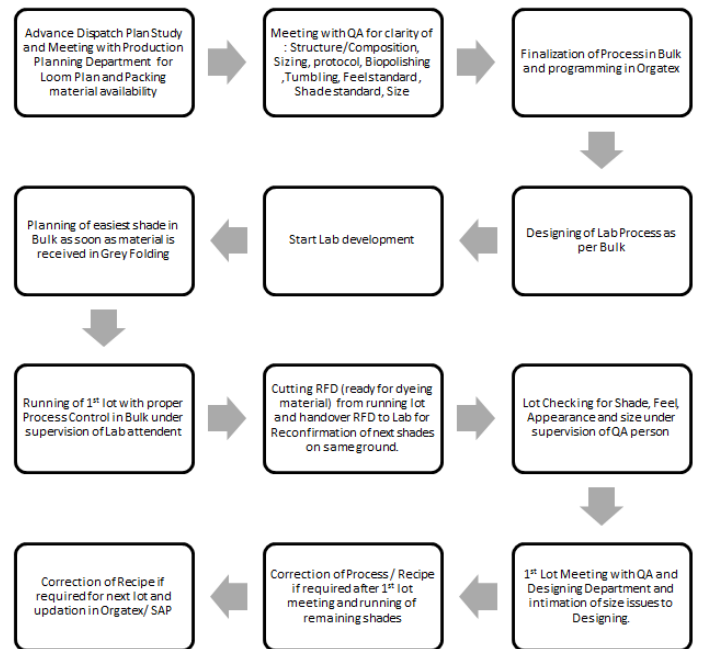 Advance Dispatch Plan Study
and Meeting with Production
Planning Department for
Loom Plan and Packing
material availability
Meeting with QA for clarity of
: Structure/Composition,
Sizing, protocol, Biopolishing
,Tumbling, Feel standard,
Shade standard, Size
Finalization of Process in Bulk
and programming in Orgatex
Designing of Lab Process as
per Bulk
Start Lab development
Planning of easiest shade in
Bulk as soon as material is
received in Grey Folding
Running of 1st lot with proper
Process Control in Bulk under
supervision of Lab attendent
Cutting RFD (ready for dyeing
material) from running lot
and handover RFD to Lab for
Reconfirmation of next shades
on same ground.
Lot Checking for Shade, Feel,
Appearance and size under
supervision of QA person
1st Lot Meeting with QA and
Designing Department and
intimation of size issues to
Designing.
Correction of Process / Recipe
if required after 1st lot
meeting and running of
remaining shades
Correction of Recipe if
required for next lot and
updation in Orgatex/ SAP